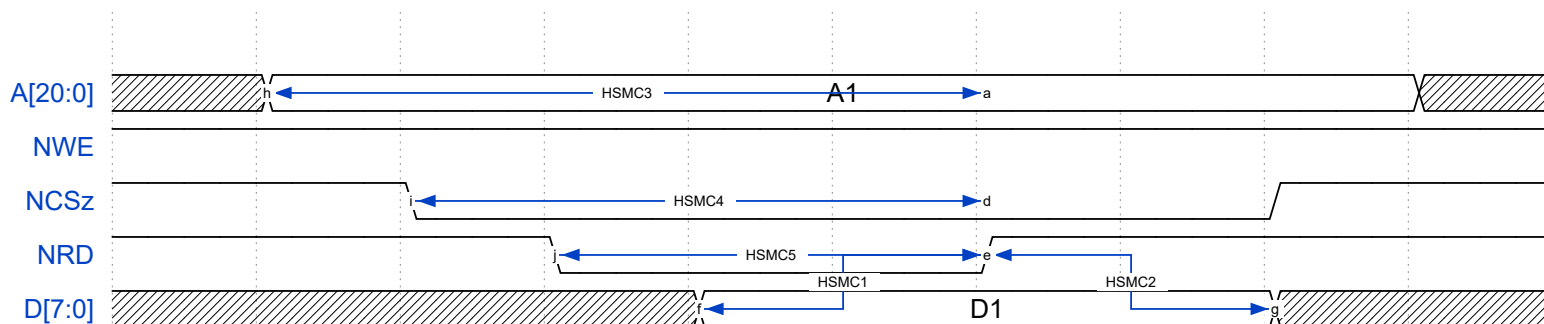 A[20:0] h HSMC3 A1 a
NWE
NCSz i HSMC4 d
NRD j HSMC5 e
HSMC1 HSMC2
D[7:0] f D1 g